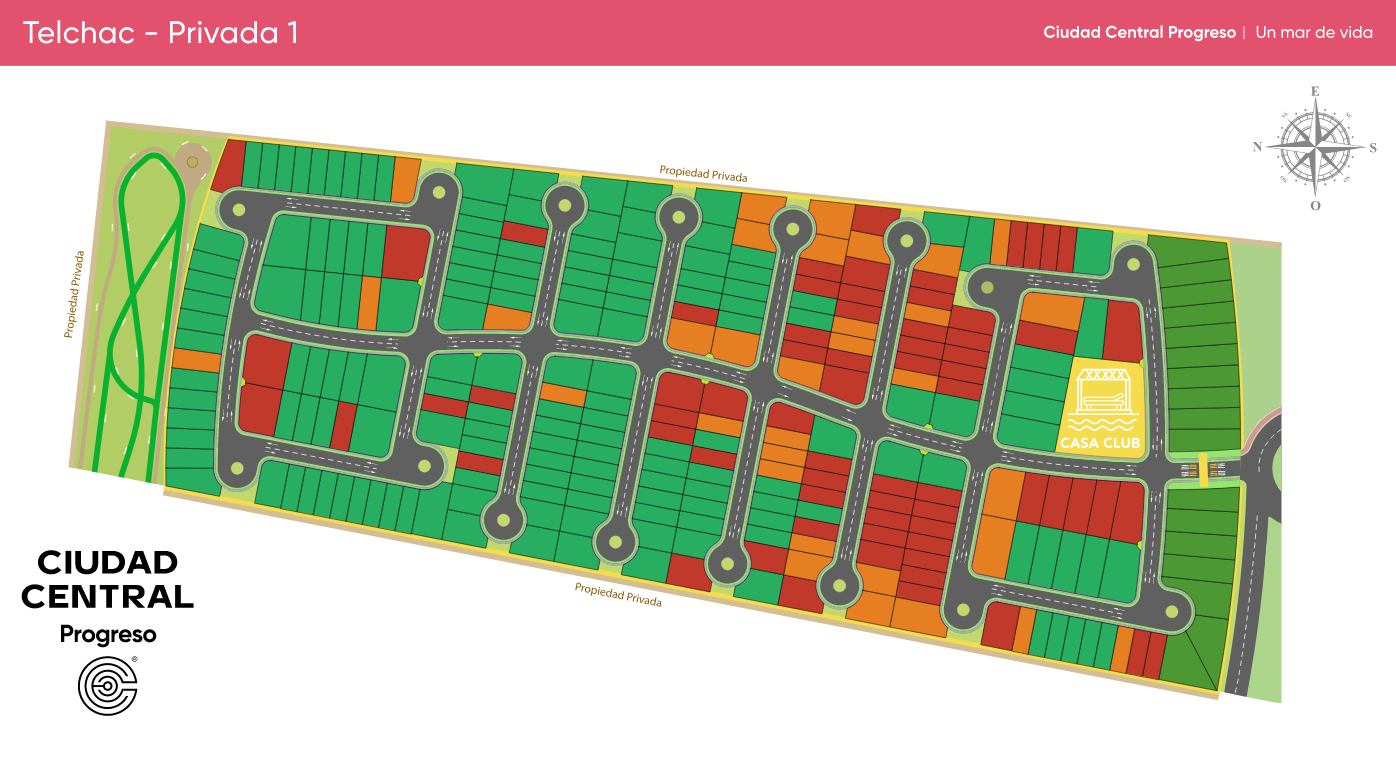 Telchac - Privada 1
Ciudad Central Progreso | Un mar de vida
E
N
S
O
Propiedad Privada
Propiedad Privada
CASA CLUB
Propiedad Privada
CIUDAD
CENTRAL
Progreso
®